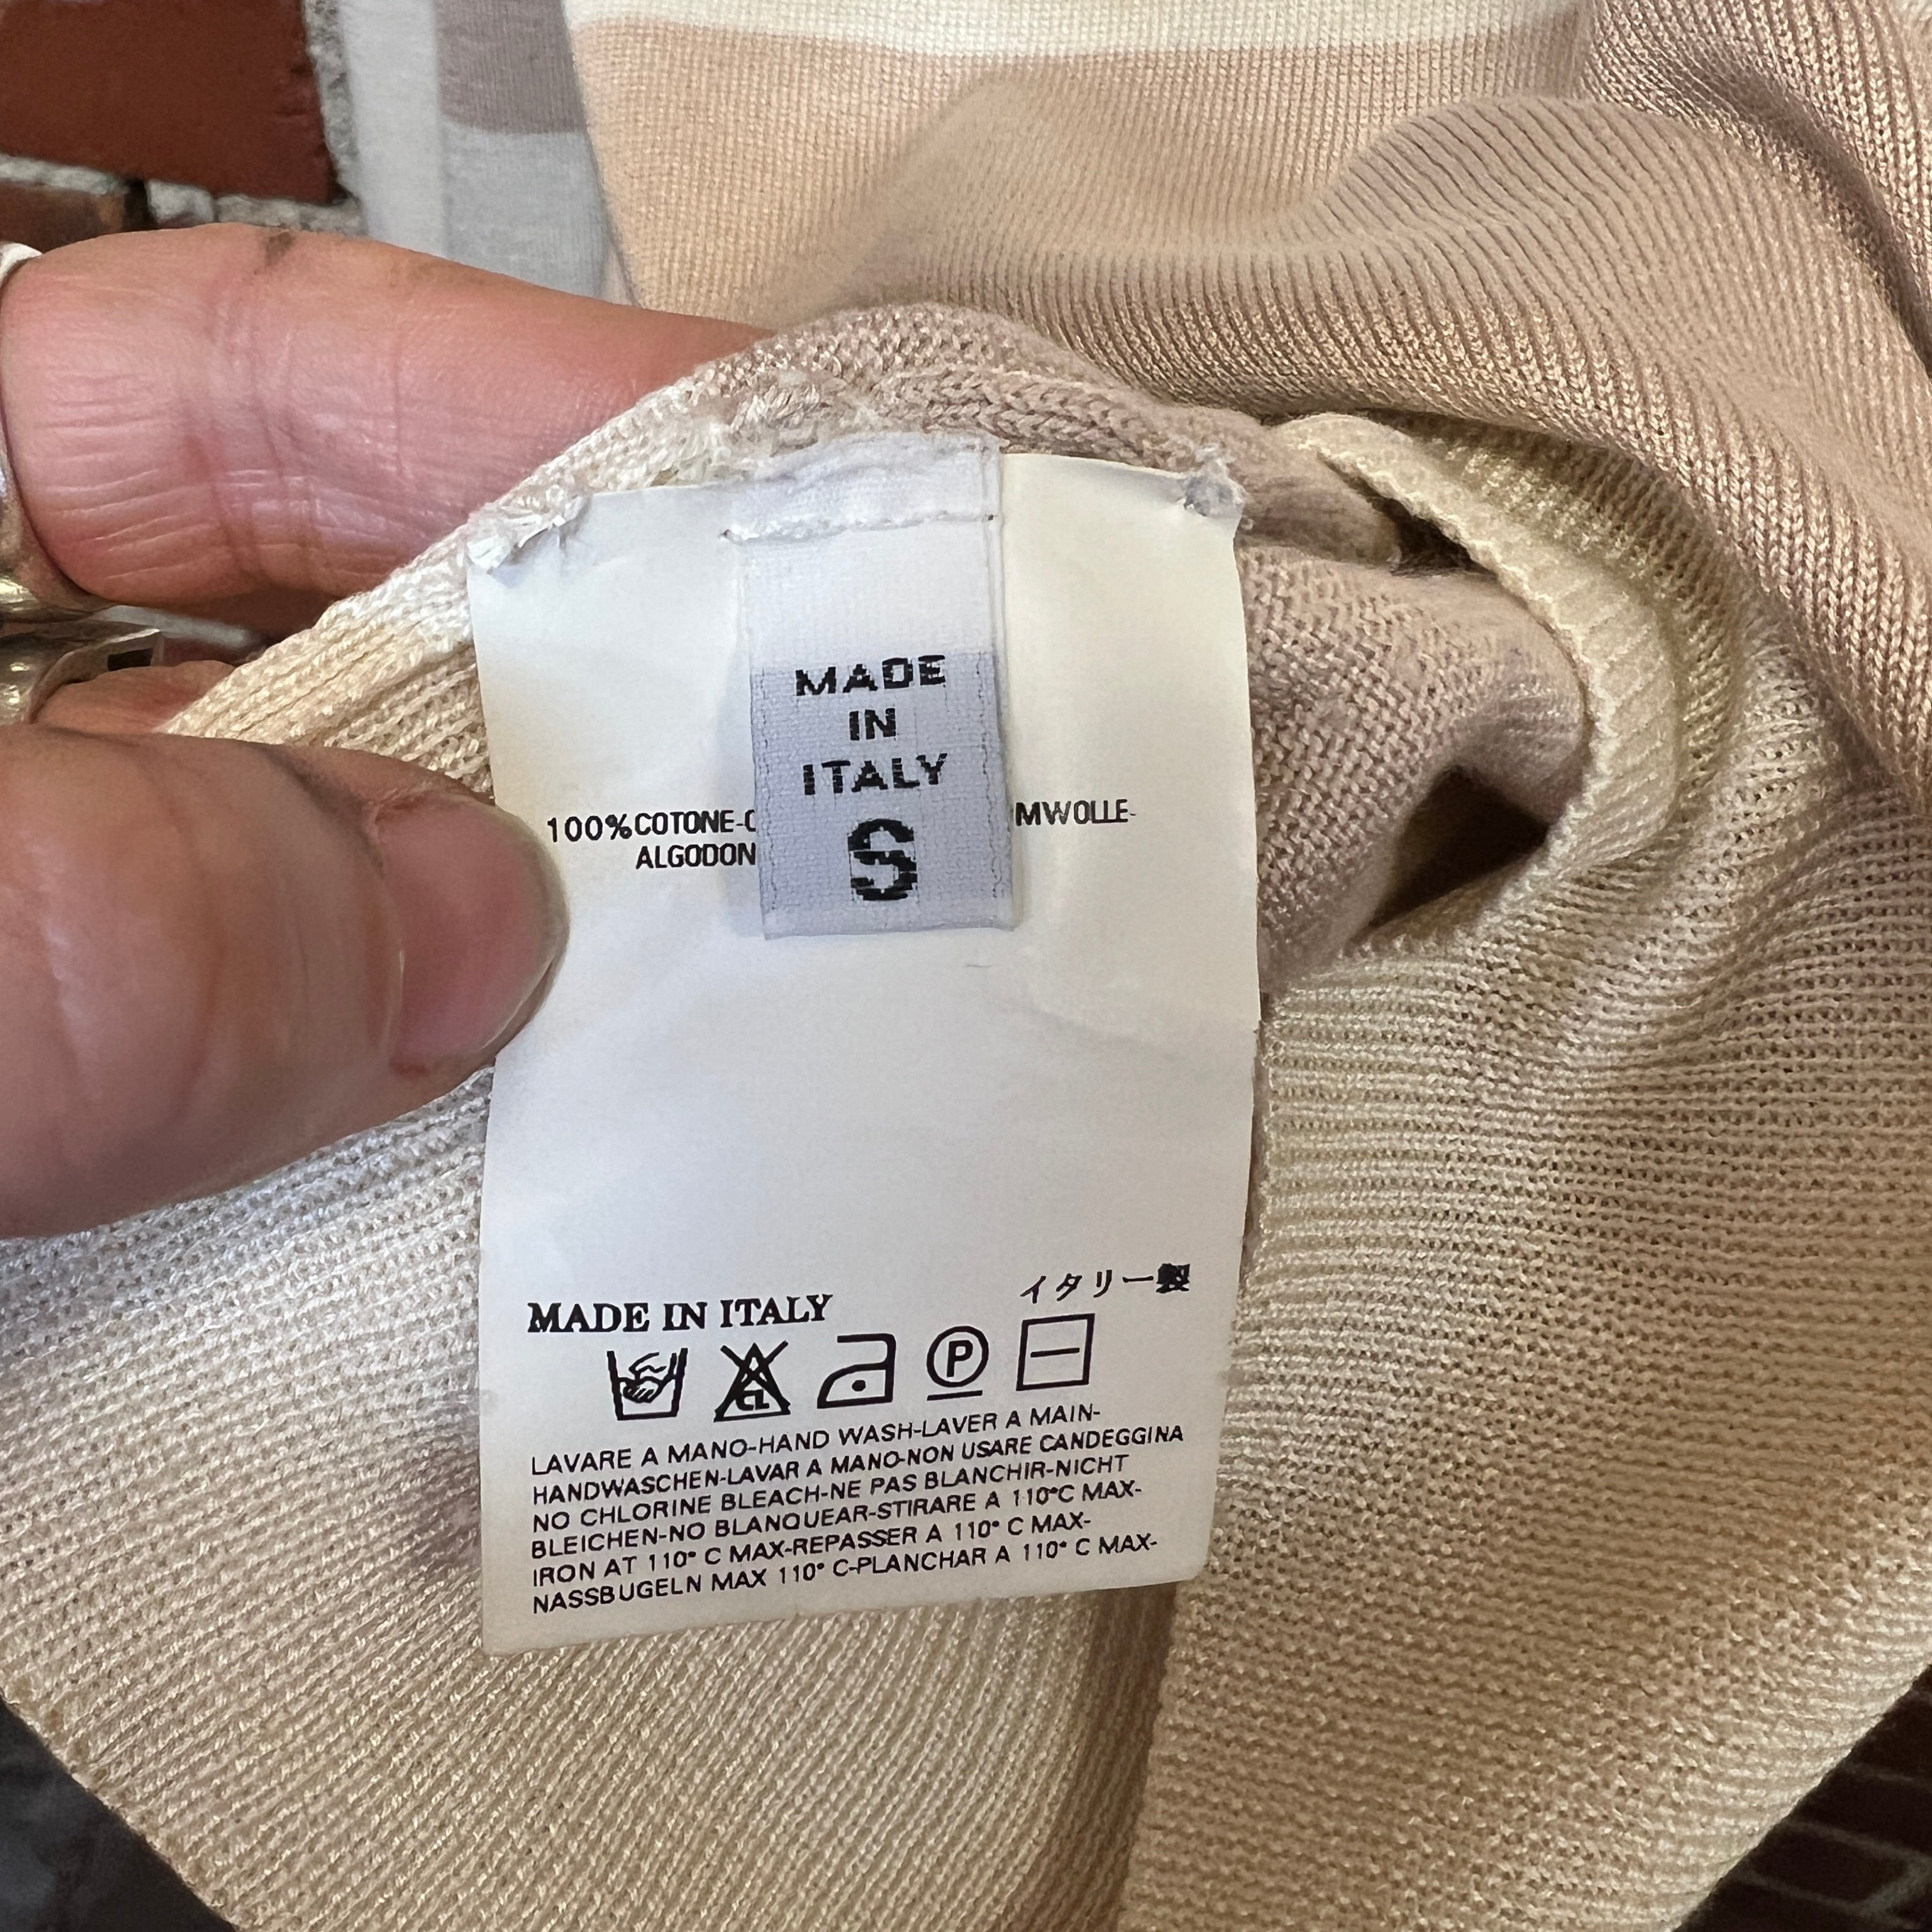 MADE
IN
ITALY
S
100%COTONE-C MWOLLE-
ALGODON
イタリー製
MADE IN ITALY
CL P
LAVARE A MANO-HAND WASH-LAVER A MAIN-
HANDWASCHEN-LAVAR A MANO-NON USARE CANDEGGINA
NO CHLORINE BLEACH-NE PAS BLANCHIR-NICHT
BLEICHEN-NO BLANQUEAR-STIRARE A 110°C MAX-
IRON AT 110° C MAX-REPASSER A 110° C MAX-
NASSBUGELN MAX 110° C-PLANCHAR A 110° C MAX-